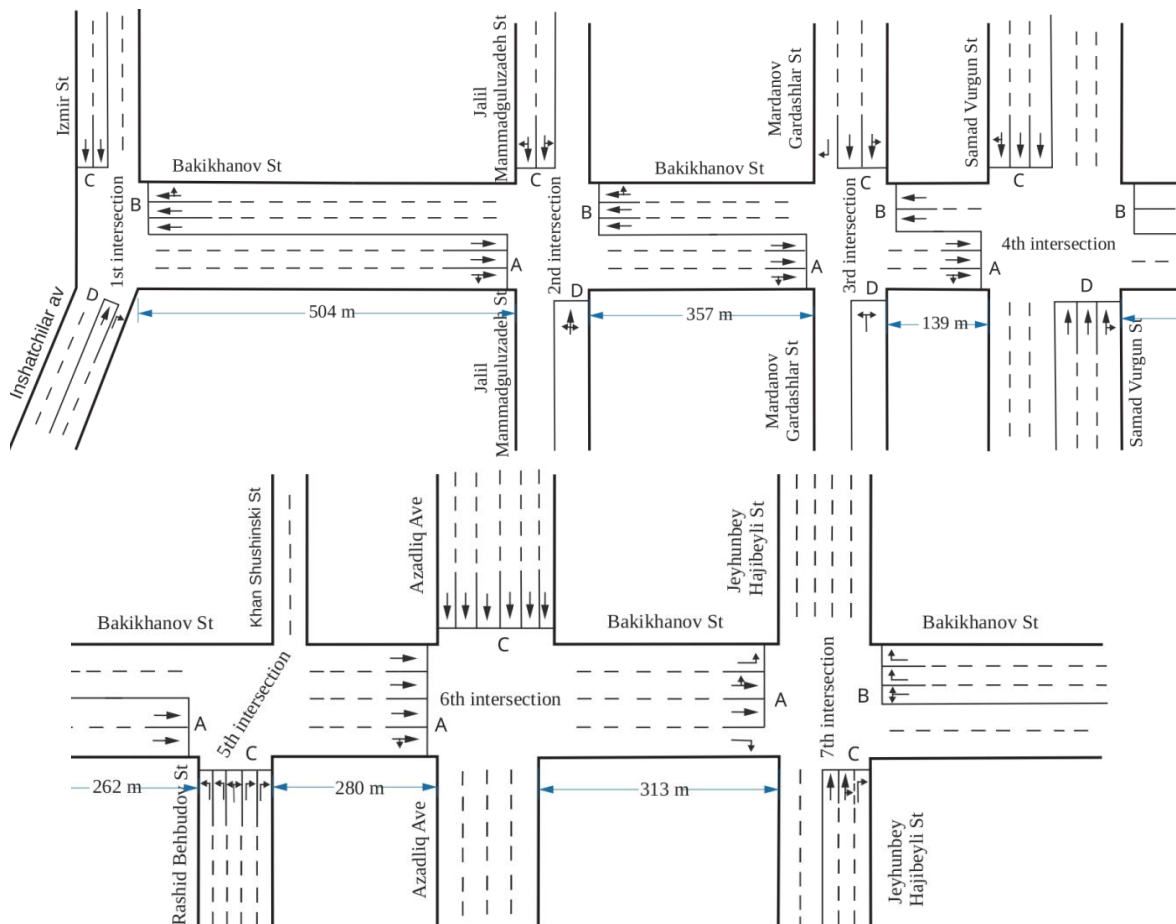 Izmir St
Bakikhanov St
C
B
1st intersection
D
Inshatchilar av
504 m
Jalil
Mammadguluzadeh St
C
A
2nd intersection
B
D
Jalil
Mammadguluzadeh St
Bakikhanov St
357 m
Mardanov
Gardashlar St
C
A
3rd intersection
B
D
Mardanov
Gardashlar St
139 m
Samad Vurgun St
C
A
4th intersection
B
D
Samad Vurgun St
Bakikhanov St
262 m
A
Khan Shushinski St
5th intersection
C
Rashid Behbudov St
280 m
Azadliq Ave
C
A
6th intersection
Azadliq Ave
Bakikhanov St
313 m
Jeyhunbey
Hajibeyli St
A
7th intersection
B
C
Jeyhunbey
Hajibeyli St
Bakikhanov St